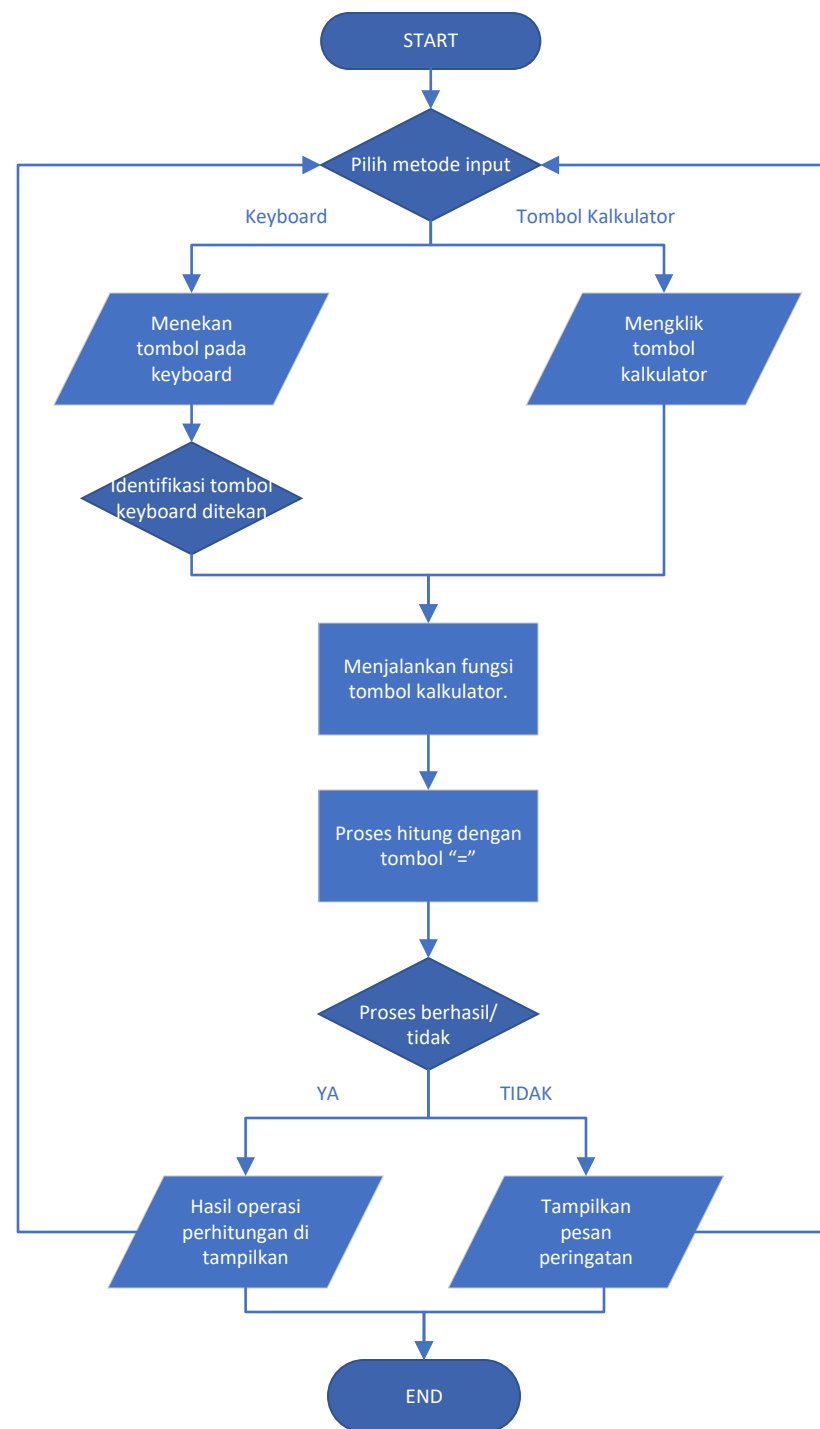 START
Pilih metode input
Keyboard
Tombol Kalkulator
Menekan
tombol pada
keyboard
Mengklik
tombol
kalkulator
Identifikasi tombol
keyboard ditekan
Menjalankan fungsi
tombol kalkulator.
Proses hitung dengan
tombol “=”
Proses berhasil/
tidak
YA
TIDAK
Hasil operasi
perhitungan di
tampilkan
Tampilkan
pesan
peringatan
END